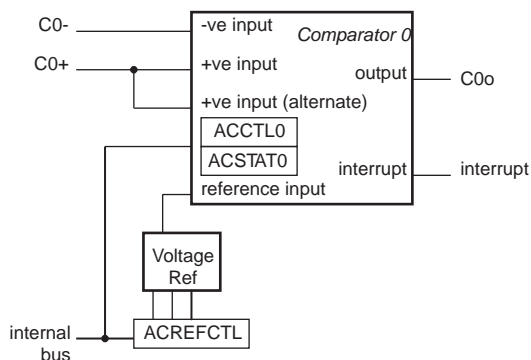 C0-
-ve input
Comparator 0
C0+
+ve input
output
C0o
+ve input (alternate)
ACCTL0
ACSTAT0
interrupt
interrupt
reference input
Voltage
Ref
internal
bus
ACREFCTL